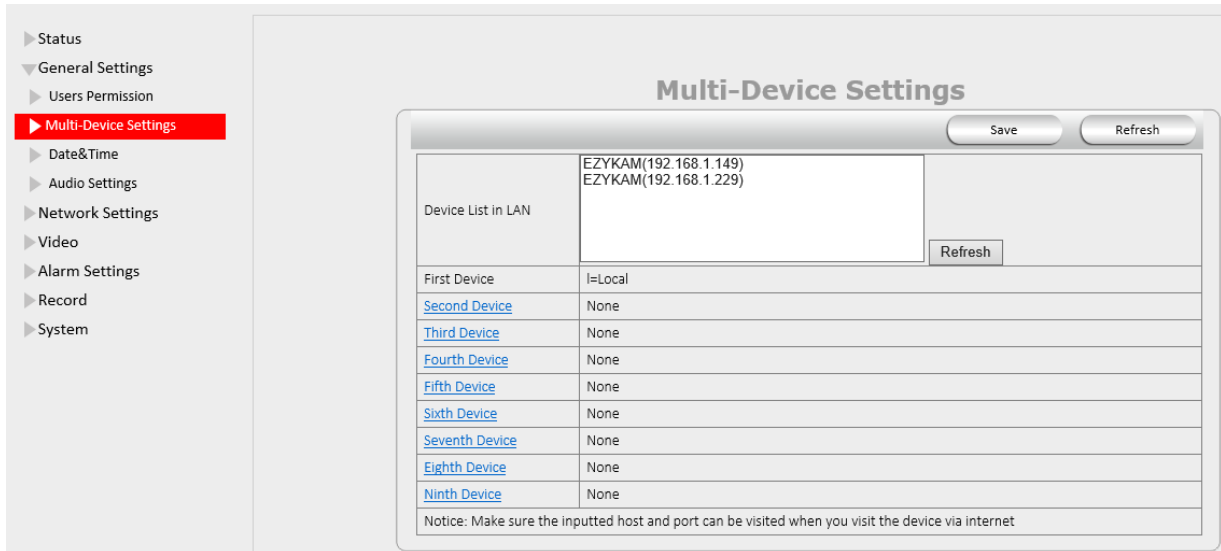 Status
General Settings
Users Permission
Multi-Device Settings
Date&Time
Audio Settings
Network Settings
Video
Alarm Settings
Record
System
Multi-Device Settings
Save Refresh
Device List in LAN
EZYKAM(192.168.1.149)
EZYKAM(192.168.1.229)
Refresh
First Device l=Local
Second Device None
Third Device None
Fourth Device None
Fifth Device None
Sixth Device None
Seventh Device None
Eighth Device None
Ninth Device None
Notice: Make sure the inputted host and port can be visited when you visit the device via internet